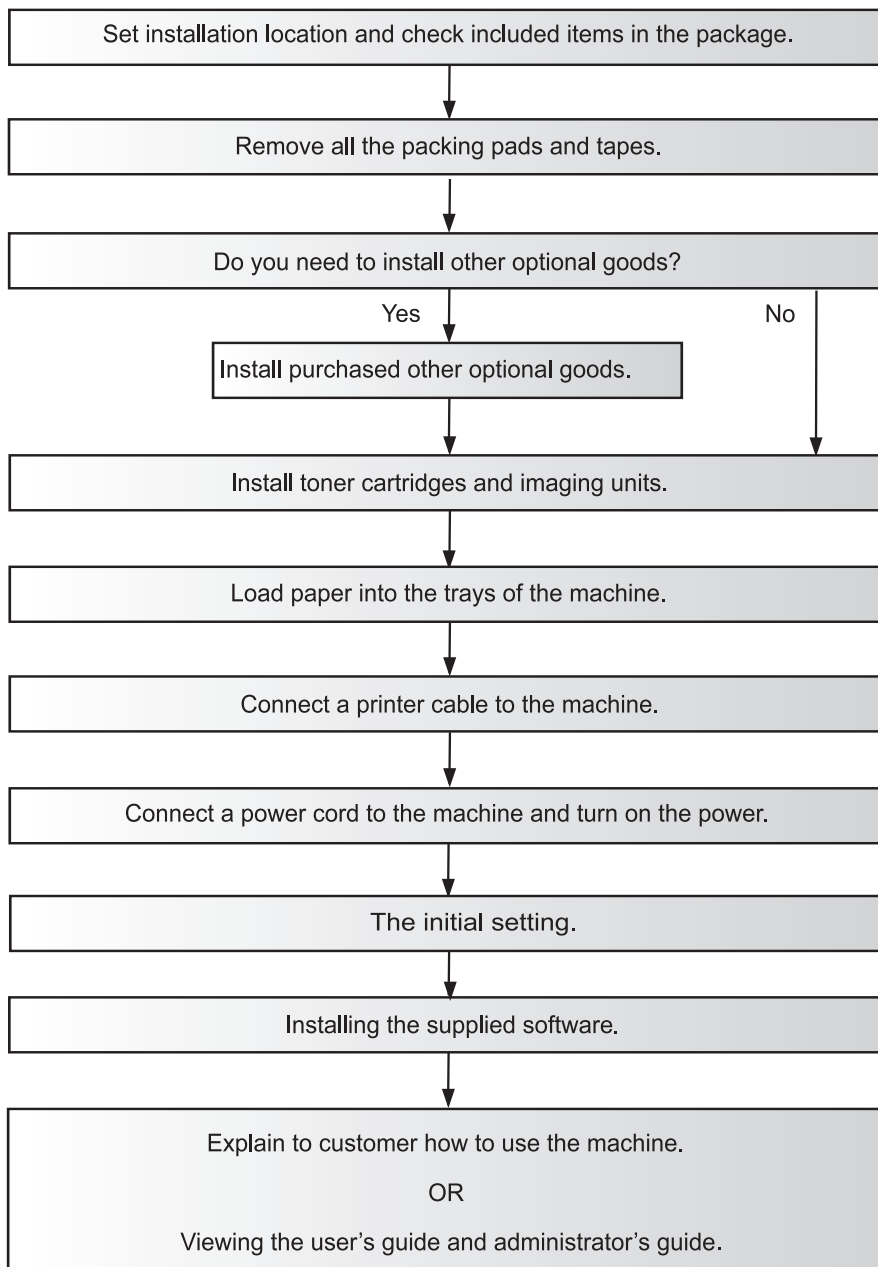 Set installation location and check included items in the package.
Remove all the packing pads and tapes.
Do you need to install other optional goods?
Yes
No
Install purchased other optional goods.
Install toner cartridges and imaging units.
Load paper into the trays of the machine.
Connect a printer cable to the machine.
Connect a power cord to the machine and turn on the power.
The initial setting.
Installing the supplied software.
Explain to customer how to use the machine.
OR
Viewing the user’s guide and administrator’s guide.